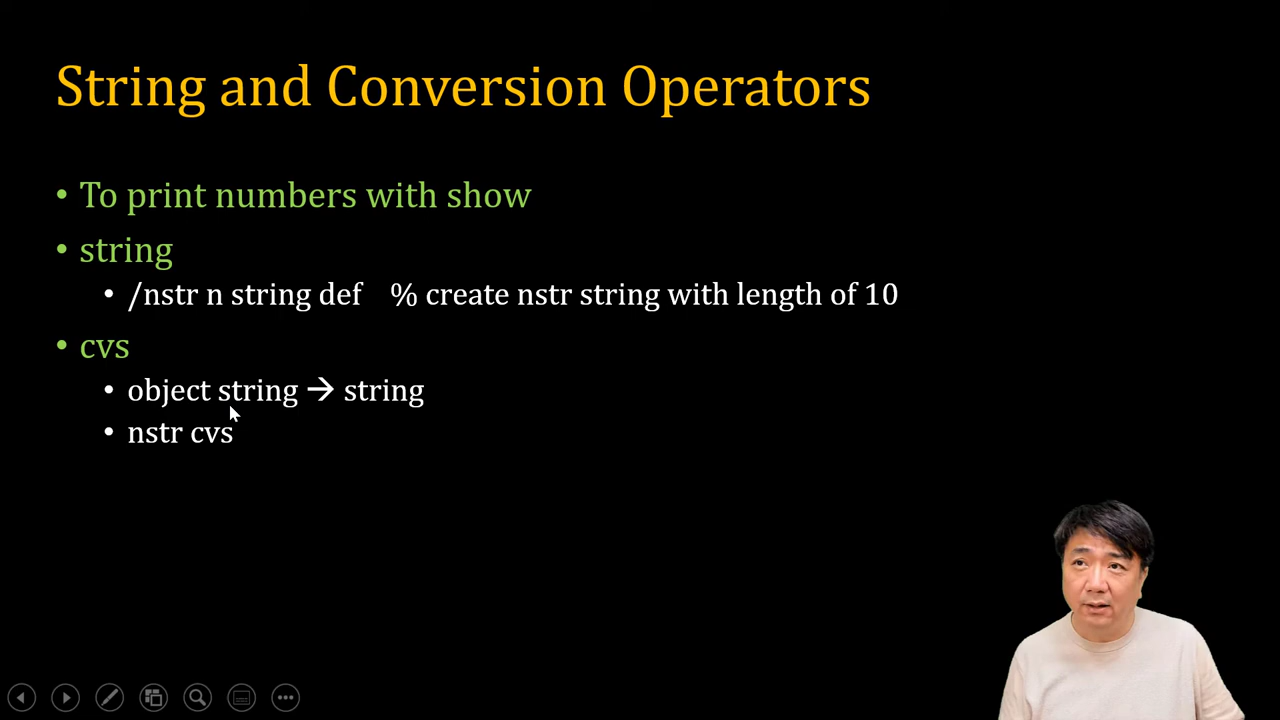 String and Conversion Operators
• To print numbers with show
• string
• /nstr n string def % create nstr string with length of 10
• cvs
• object string → string
• nstr cvs